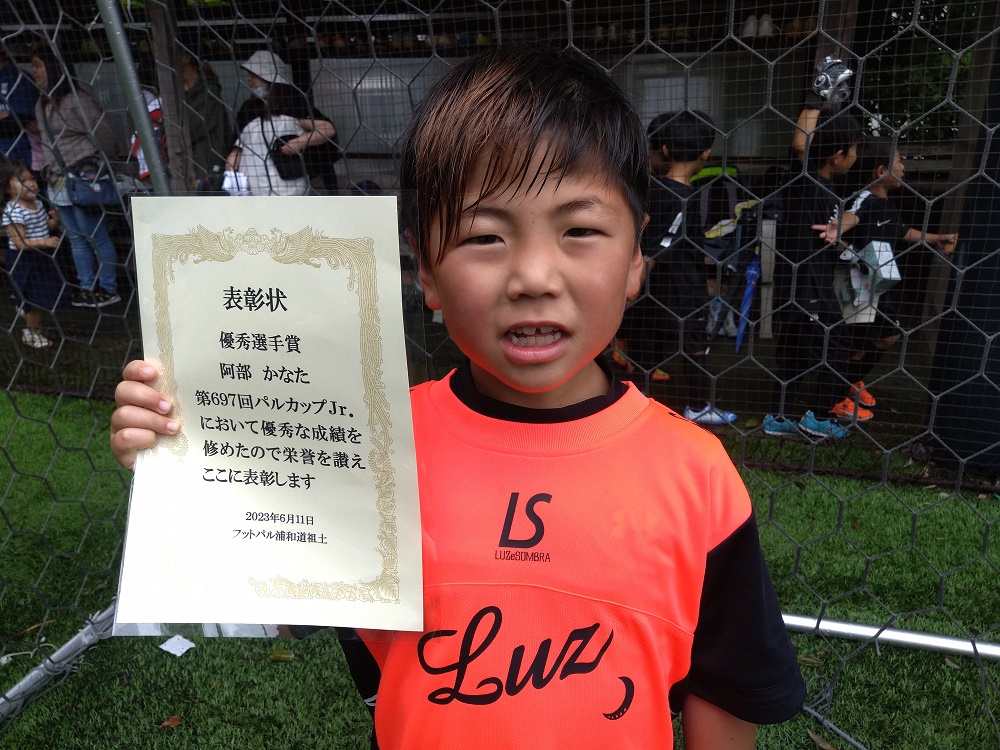 表彰状
優秀選手賞
阿部 かなた
第697回パルカップJr.
において優秀な成績を
修めたので栄誉を讃え
ここに表彰します
2023年6月11日
フットパル浦和道祖土
LS
LUZeSOMBRA
Luz